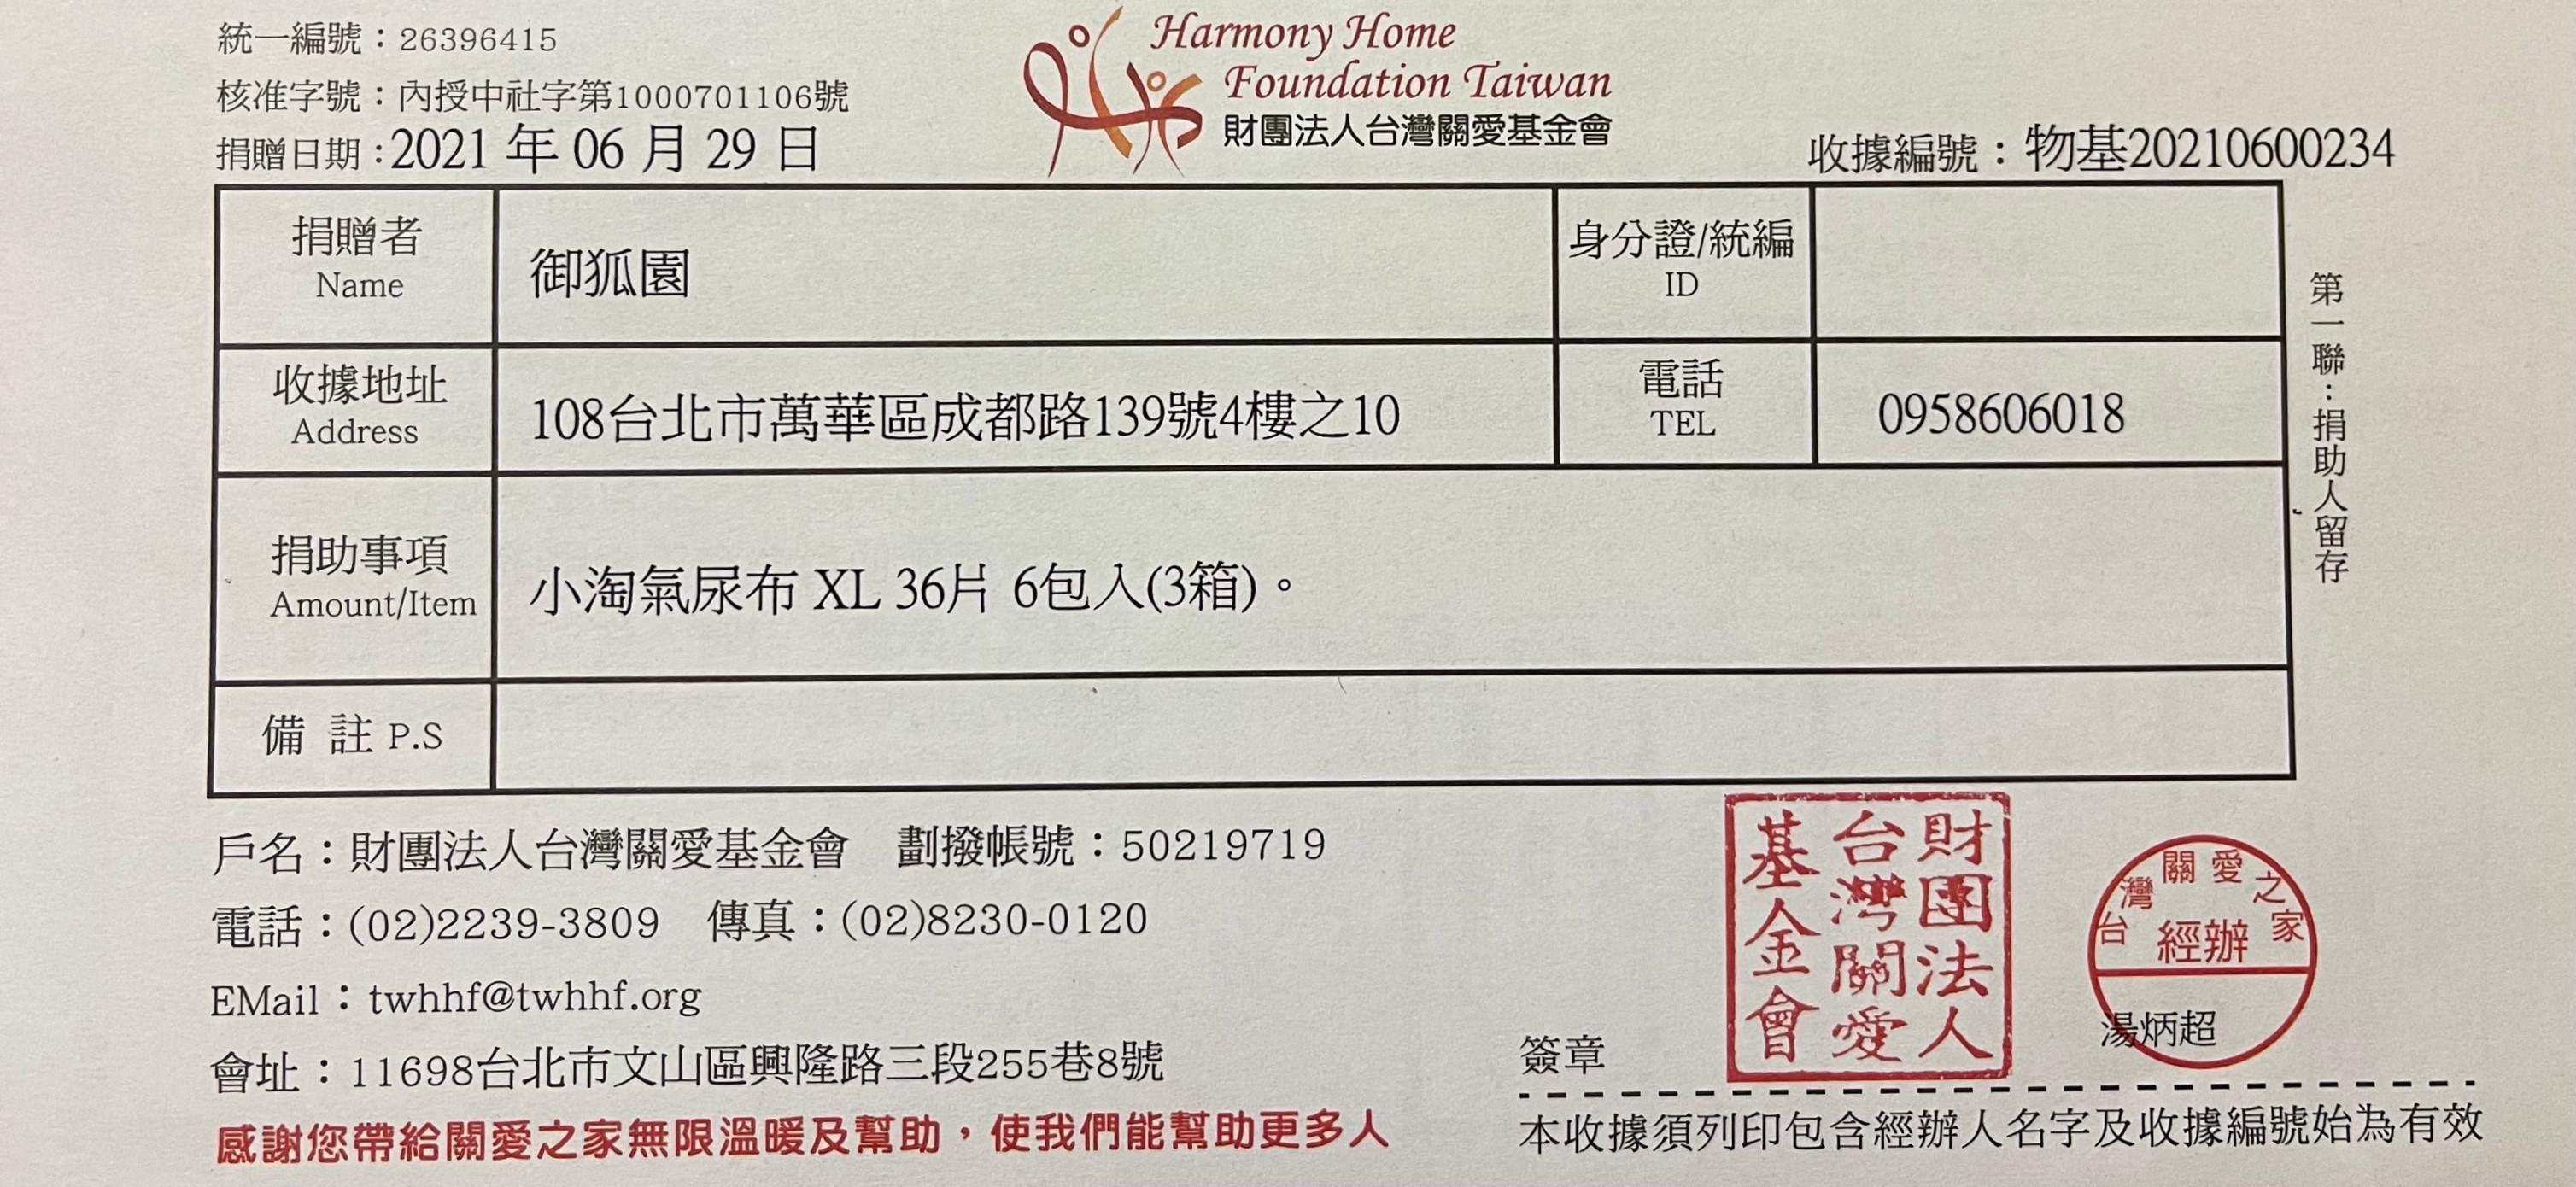 統一編號：26396415
核准字號：內授中社字第1000701106號
捐贈日期：2021 年 06 月 29 日
Harmony Home
Foundation Taiwan
財團法人台灣關愛基金會
收據編號：物基20210600234
捐贈者
Name
御狐園
身分證/統編
ID
收據地址
Address
108台北市萬華區成都路139號4樓之10
電話
TEL
0958606018
捐助事項
Amount/Item
小淘氣尿布 XL 36片 6包入(3箱)。
備 註 P.S
第一聯：捐助人留存
戶名：財團法人台灣關愛基金會 劃撥帳號：50219719
電話：(02)2239-3809 傳真：(02)8230-0120
EMail：twhhf@twhhf.org
會址：11698台北市文山區興隆路三段255巷8號
感謝您帶給關愛之家無限溫暖及幫助，使我們能幫助更多人
簽章
財團法人
台灣關愛
基金會
台灣關愛之家
經辦
湯炳超
本收據須列印包含經辦人名字及收據編號始為有效